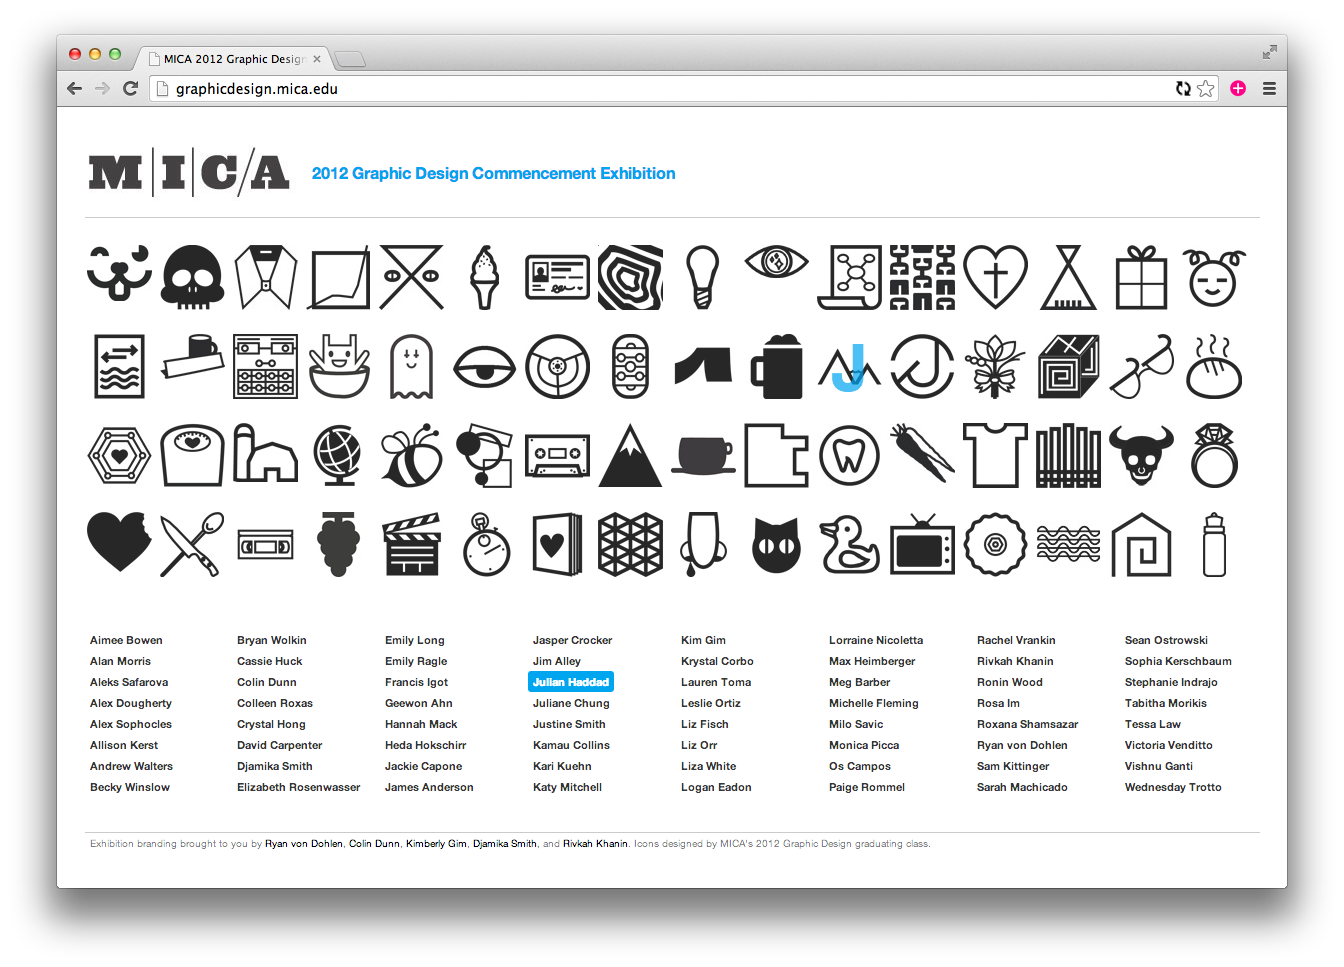 MICA 2012 Graphic Desig
graphicdesign.mica.edu
M|I|C/A
2012 Graphic Design Commencement Exhibition
J
Aimee Bowen Bryan Wolkin Emily Long Jasper Crocker Kim Gim Lorraine Nicoletta Rachel Vrankin Sean Ostrowski
Alan Morris Cassie Huck Emily Ragle Jim Alley Krystal Corbo Max Heimberger Rivkah Khanin Sophia Kerschbaum
Aleks Safarova Colin Dunn Francis Igot Julian Haddad Lauren Toma Meg Barber Ronin Wood Stephanie Indrajo
Alex Dougherty Colleen Roxas Geewon Ahn Juliane Chung Leslie Ortiz Michelle Fleming Rosa Im Tabitha Morikis
Alex Sophocles Crystal Hong Hannah Mack Justine Smith Liz Fisch Milo Savic Roxana Shamsazar Tessa Law
Allison Kerst David Carpenter Heda Hokschirr Kamau Collins Liz Orr Monica Picca Ryan von Dohlen Victoria Venditto
Andrew Walters Djamika Smith Jackie Capone Kari Kuehn Liza White Os Campos Sam Kittinger Vishnu Ganti
Becky Winslow Elizabeth Rosenwasser James Anderson Katy Mitchell Logan Eadon Paige Rommel Sarah Machicado Wednesday Trotto
Exhibition branding brought to you by Ryan von Dohlen, Colin Dunn, Kimberly Gim, Djamika Smith, and Rivkah Khanin. Icons designed by MICA's 2012 Graphic Design graduating class.